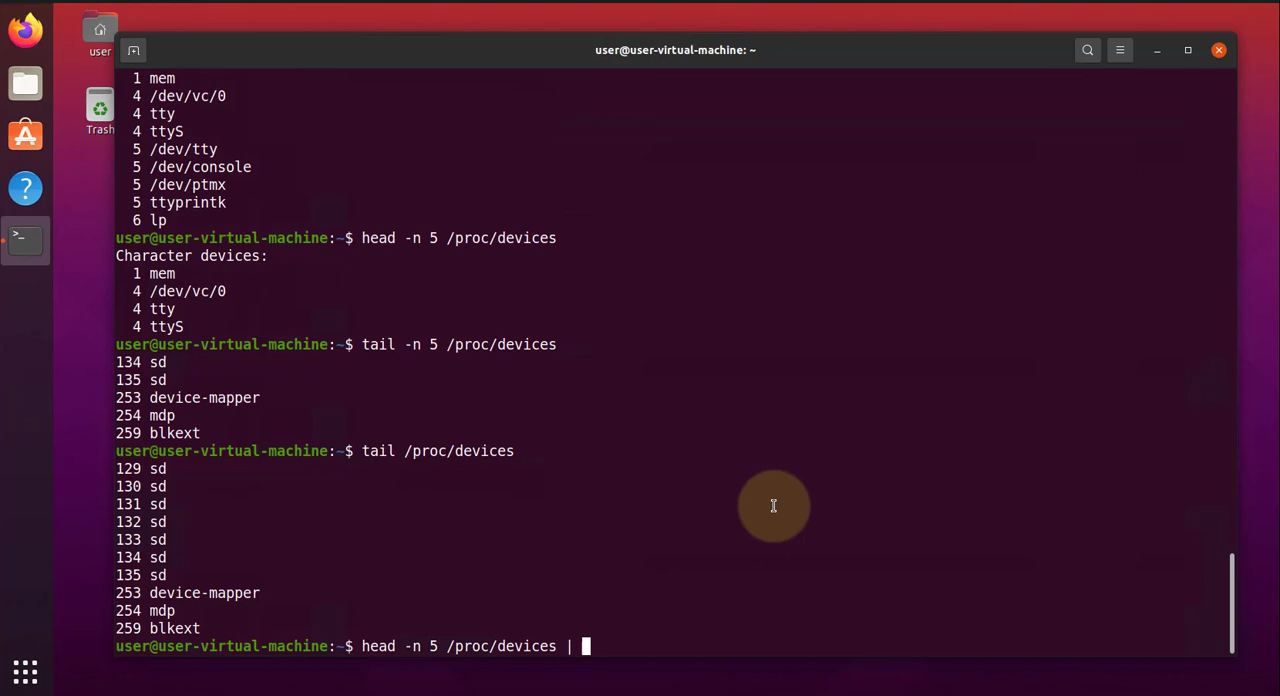 user@user-virtual-machine: ~
user
Trash
1 mem
4 /dev/vc/0
4 tty
4 ttyS
5 /dev/tty
5 /dev/console
5 /dev/ptmx
5 ttyprintk
6 lp
user@user-virtual-machine:~$ head -n 5 /proc/devices
Character devices:
1 mem
4 /dev/vc/0
4 tty
4 ttyS
user@user-virtual-machine:~$ tail -n 5 /proc/devices
134 sd
135 sd
253 device-mapper
254 mdp
259 blkext
user@user-virtual-machine:~$ tail /proc/devices
129 sd
130 sd
131 sd
132 sd
133 sd
134 sd
135 sd
253 device-mapper
254 mdp
259 blkext
user@user-virtual-machine:~$ head -n 5 /proc/devices |